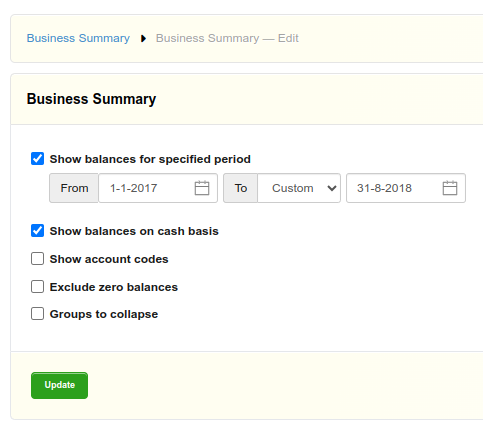 Business Summary Business Summary — Edit
Business Summary
Show balances for specified period
From 1-1-2017 To Custom 31-8-2018
Show balances on cash basis
Show account codes
Exclude zero balances
Groups to collapse
Update